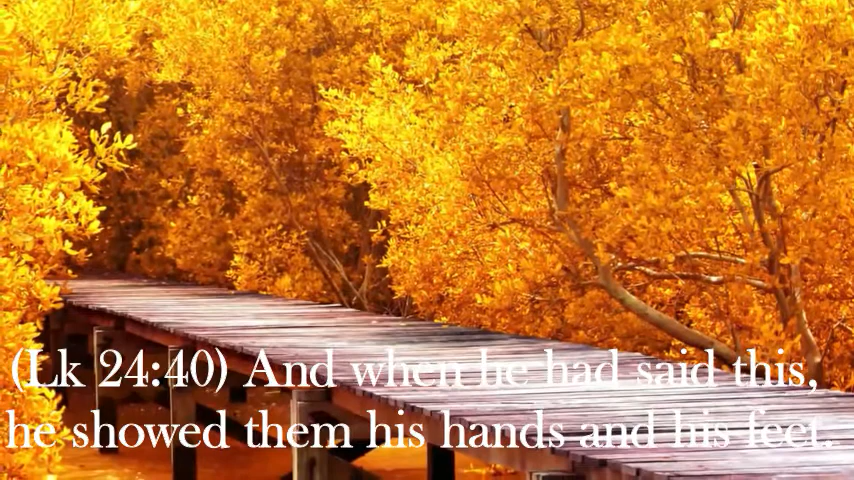 (Lk 24:40) And when he had said this,
he showed them his hands and his feet.